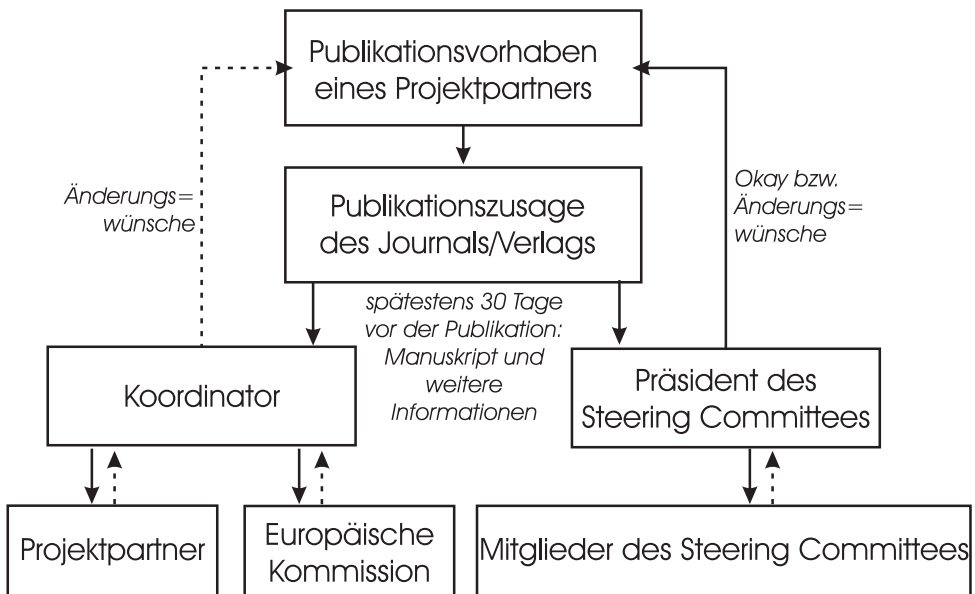 Publikationsvorhaben
eines Projektpartners
Änderungs=
wünsche
Okay bzw.
Änderungs=
wünsche
Publikationszusage
des Journals/Verlags
spätestens 30 Tage
vor der Publikation:
Manuskript und
weitere
Informationen
Koordinator
Präsident des
Steering Committees
Projektpartner
Europäische
Kommission
Mitglieder des Steering Committees